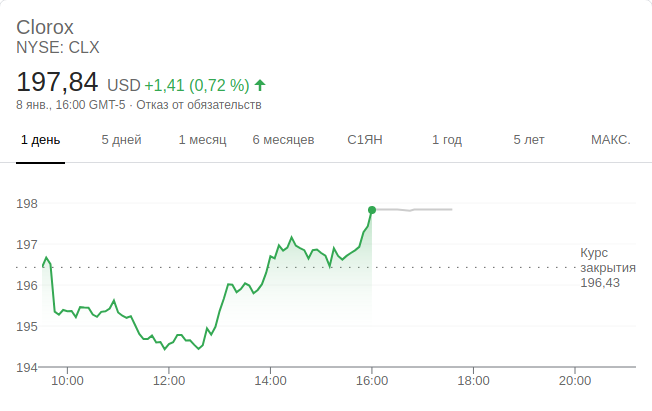 Clorox
NYSE: CLX
197,84 USD +1,41 (0,72 %)
8 янв., 16:00 GMT-5 · Отказ от обязательств
1 день 5 дней 1 месяц 6 месяцев С1ЯН 1 год 5 лет МАКС.
198
197
Курс
закрытия
196,43
196
195
194
10:00 12:00 14:00 16:00 18:00 20:00